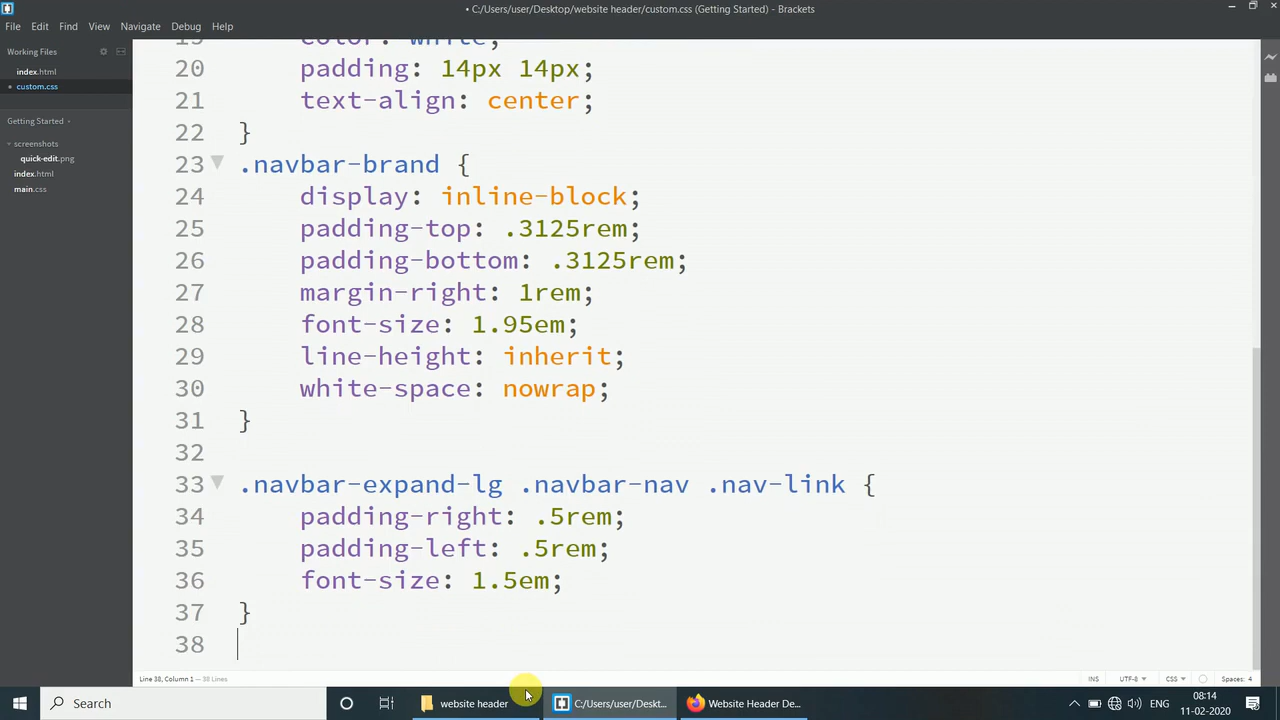 • C:/Users/user/Desktop/website header/custom.css (Getting Started) - Brackets
File Edit Find View Navigate Debug Help
Working Files
index.html
custom.css
Getting Started
screenshots
quick-edit.png
index.html
main.css
19 color: white;
20 padding: 14px 14px;
21 text-align: center;
22 }
23 .navbar-brand {
24 display: inline-block;
25 padding-top: .3125rem;
26 padding-bottom: .3125rem;
27 margin-right: 1rem;
28 font-size: 1.95em;
29 line-height: inherit;
30 white-space: nowrap;
31 }
32
33 .navbar-expand-lg .navbar-nav .nav-link {
34 padding-right: .5rem;
35 padding-left: .5rem;
36 font-size: 1.5em;
37 }
38
Line 38, Column 1 — 38 Lines
INS UTF-8 CSS Spaces: 4
Search
website header
C:/Users/user/Deskt...
Website Header De...
ENG
08:14
11-02-2020